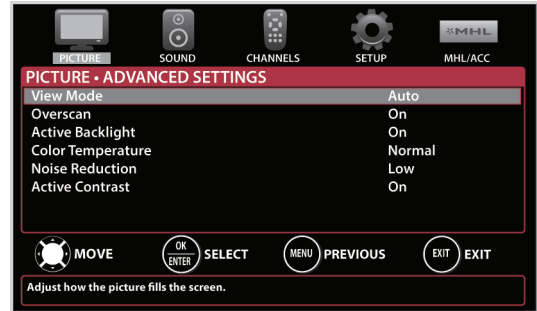 MHL
PICTURE SOUND CHANNELS SETUP MHL/ACC
PICTURE • ADVANCED SETTINGS
View Mode Auto
Overscan On
Active Backlight On
Color Temperature Normal
Noise Reduction Low
Active Contrast On
MOVE OK ENTER SELECT MENU PREVIOUS EXIT EXIT
Adjust how the picture fills the screen.